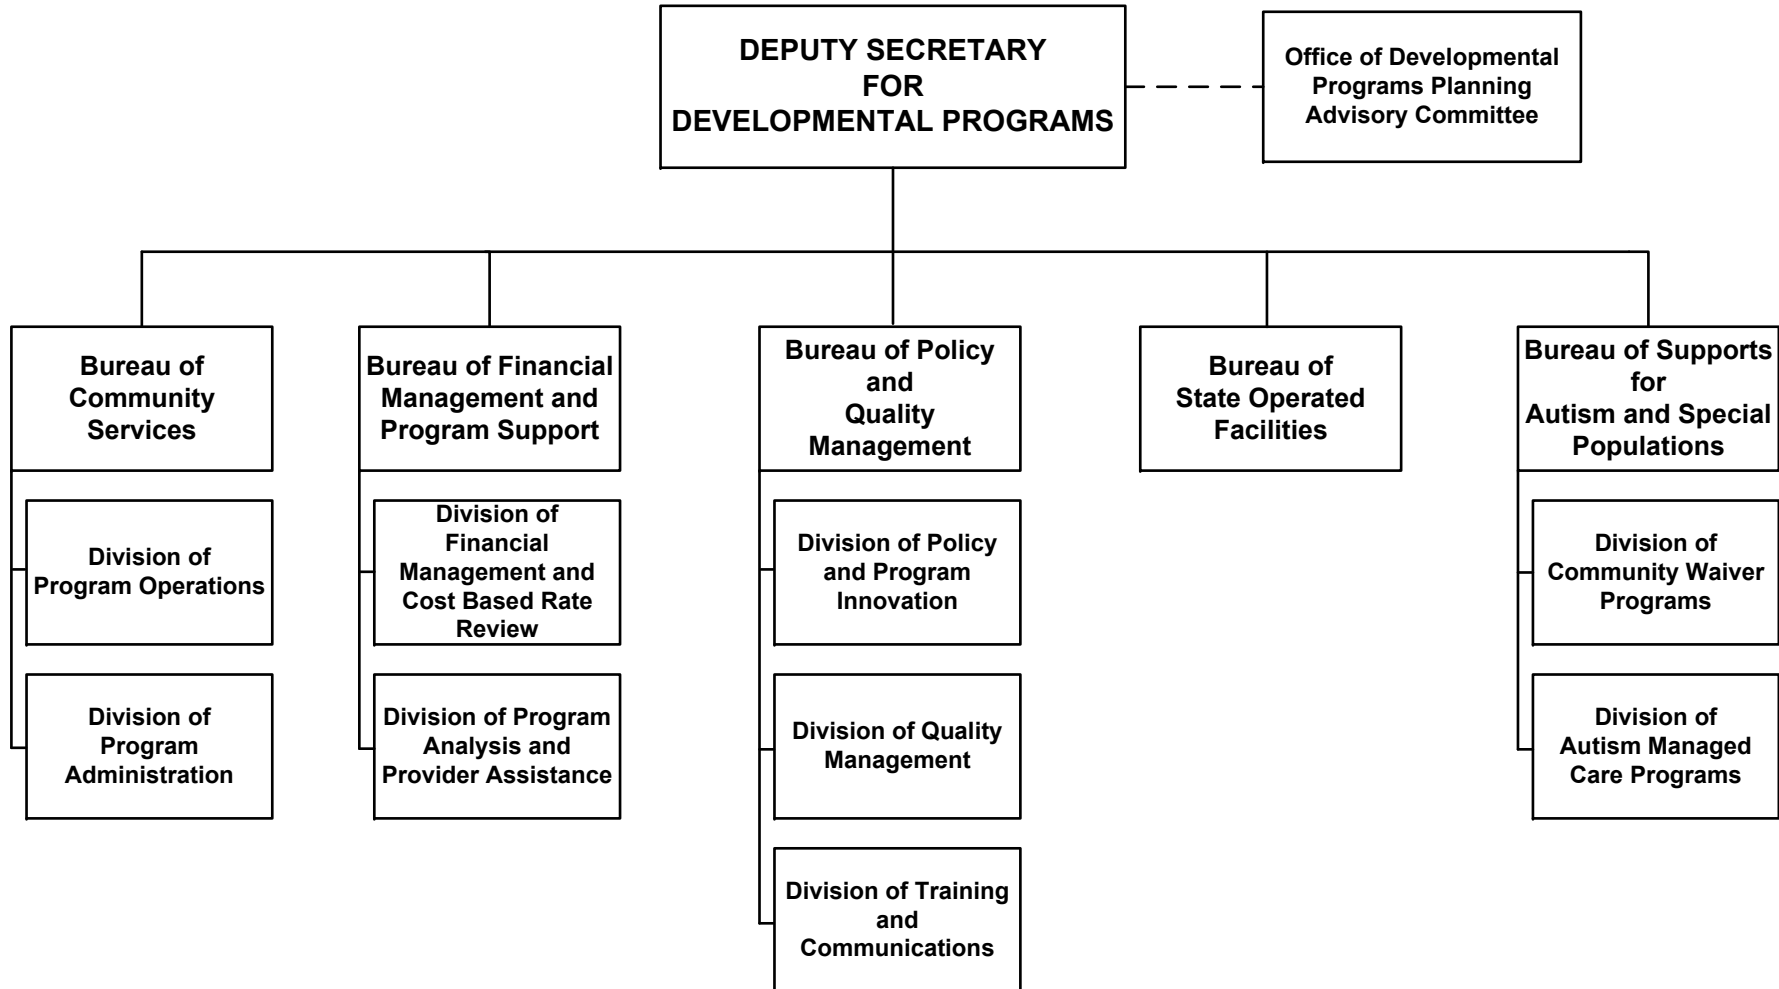 DEPUTY SECRETARY
FOR
DEVELOPMENTAL PROGRAMS
Office of Developmental
Programs Planning
Advisory Committee
Bureau of
Community
Services
Bureau of Financial
Management and
Program Support
Bureau of Policy
and
Quality
Management
Bureau of
State Operated
Facilities
Bureau of Supports
for
Autism and Special
Populations
Division of
Program Operations
Division of
Financial
Management and
Cost Based Rate
Review
Division of Policy
and Program
Innovation
Division of
Community Waiver
Programs
Division of
Program
Administration
Division of Program
Analysis and
Provider Assistance
Division of Quality
Management
Division of
Autism Managed
Care Programs
Division of Training
and
Communications